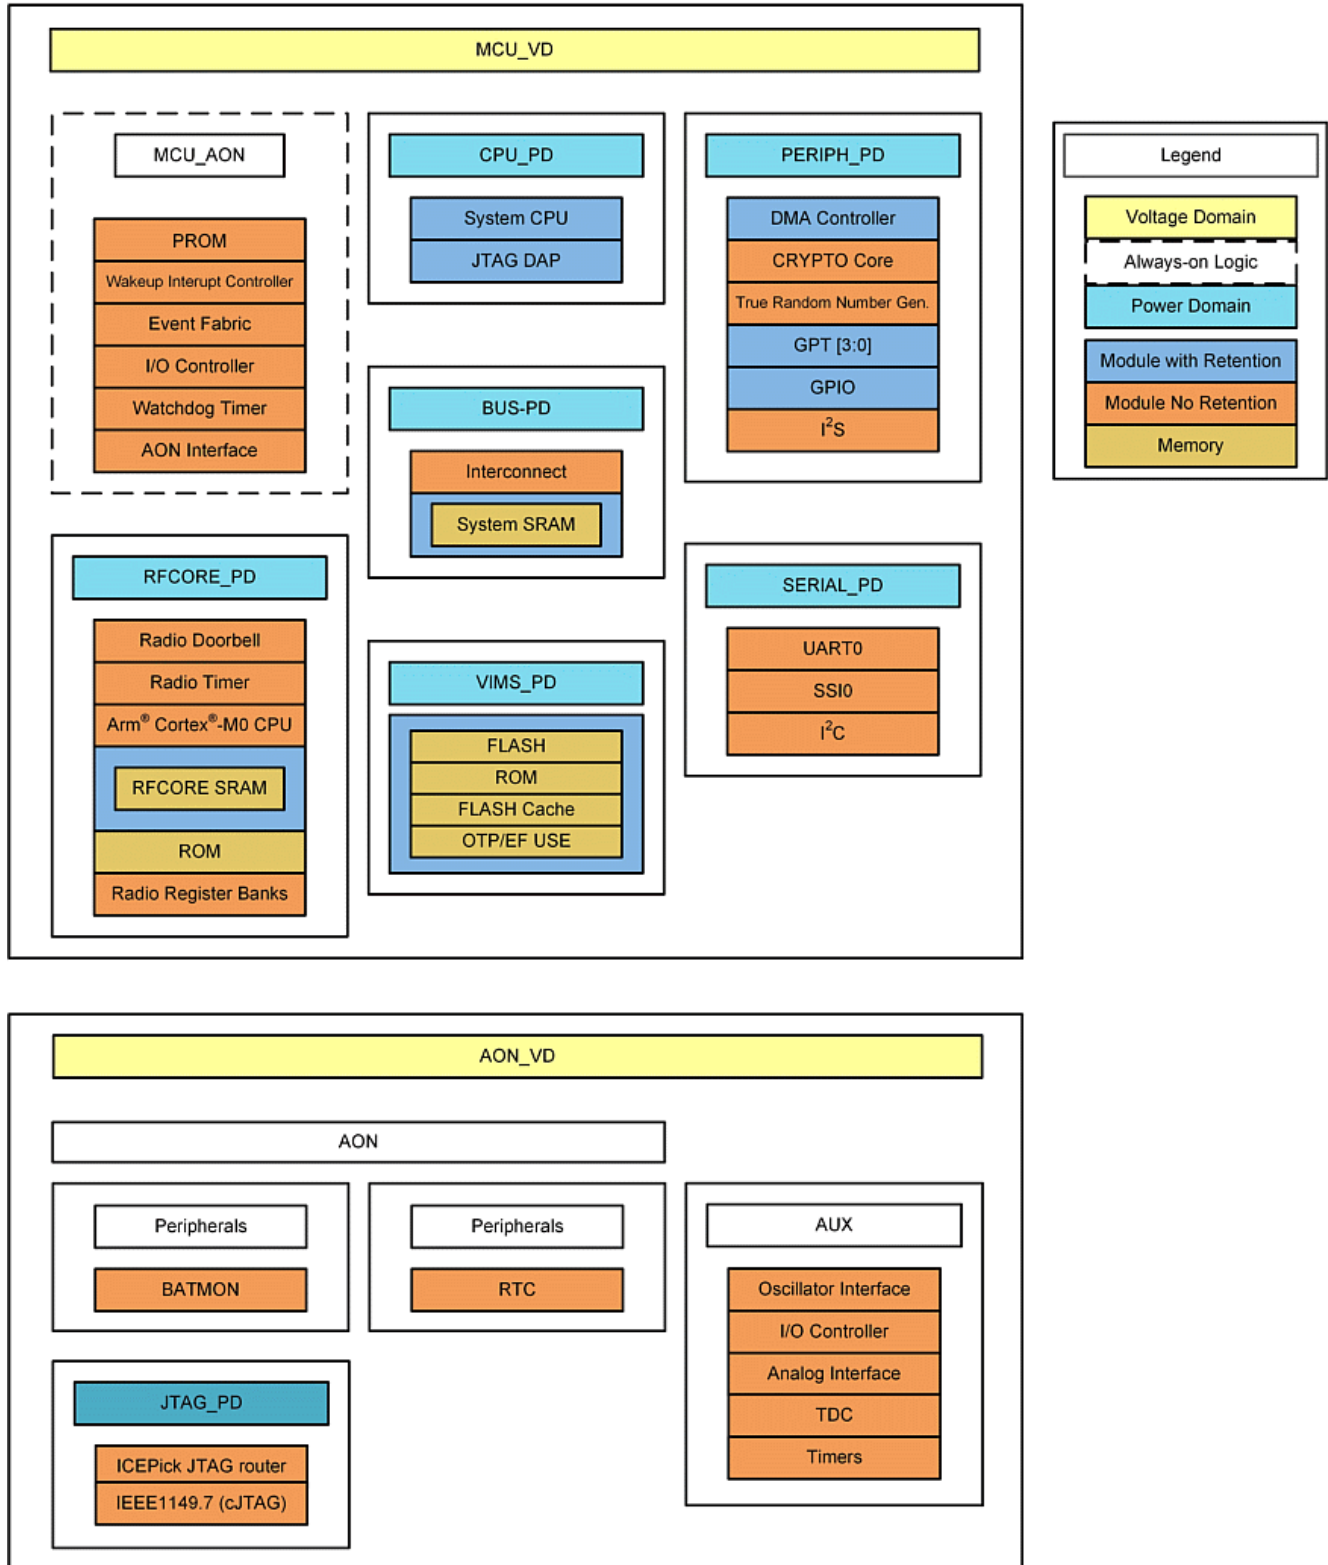 MCU_VD
MCU_AON
PROM
Wakeup Interupt Controller
Event Fabric
I/O Controller
Watchdog Timer
AON Interface
CPU_PD
System CPU
JTAG DAP
PERIPH_PD
DMA Controller
CRYPTO Core
True Random Number Gen.
GPT [3:0]
GPIO
I²S
Legend
Voltage Domain
Always-on Logic
Power Domain
Module with Retention
Module No Retention
Memory
BUS-PD
Interconnect
System SRAM
RFCORE_PD
Radio Doorbell
Radio Timer
Arm® Cortex®-M0 CPU
RFCORE SRAM
ROM
Radio Register Banks
VIMS_PD
FLASH
ROM
FLASH Cache
OTP/EF USE
SERIAL_PD
UART0
SSI0
I²C
AON_VD
AON
Peripherals
BATMON
Peripherals
RTC
AUX
Oscillator Interface
I/O Controller
Analog Interface
TDC
Timers
JTAG_PD
ICEPick JTAG router
IEEE1149.7 (cJTAG)